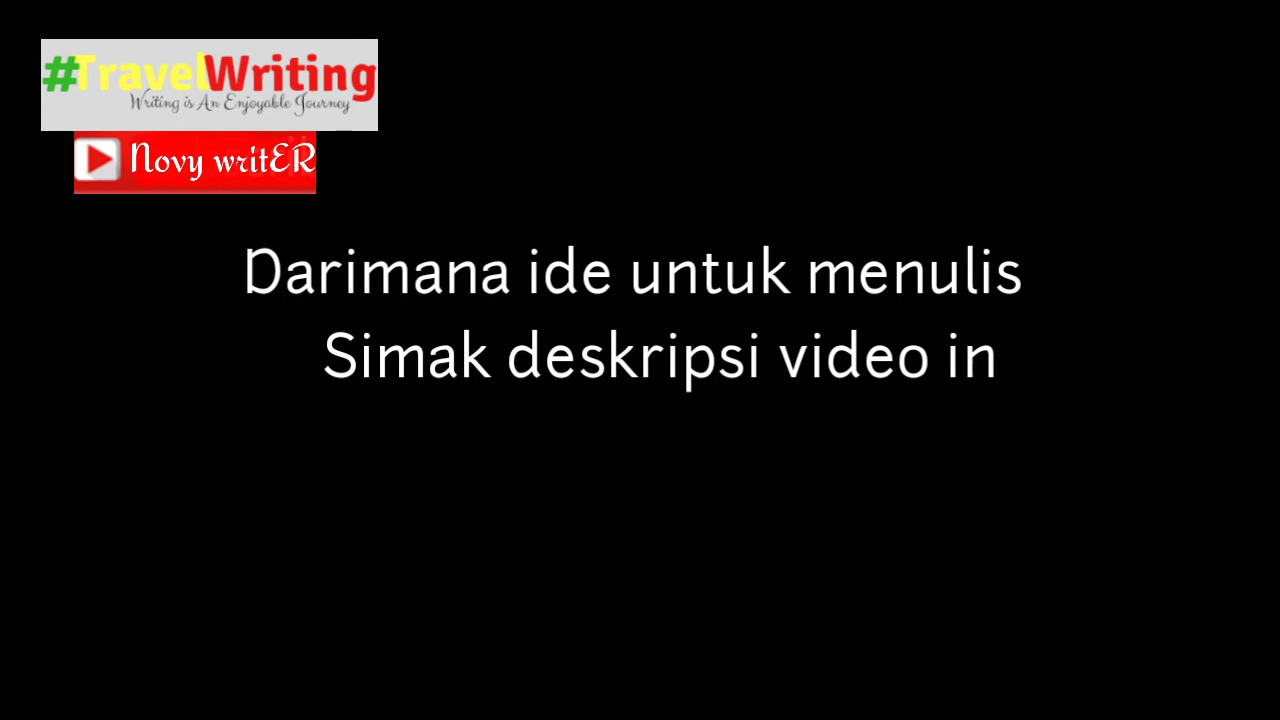 #TravelWriting
Writing is An Enjoyable Journey
Novy writER
Darimana ide untuk menulis
Simak deskripsi video in